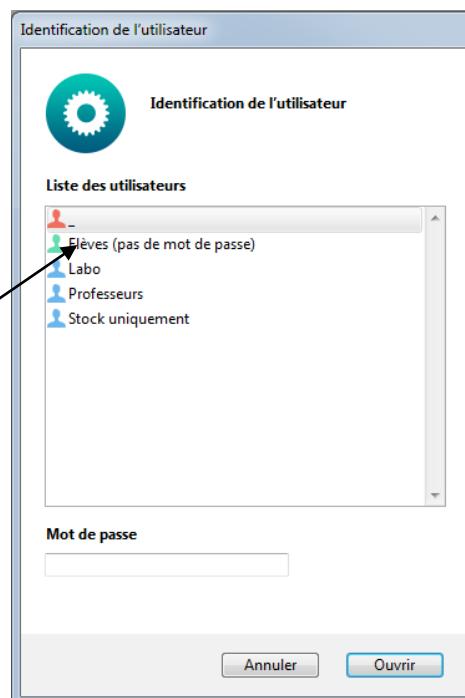 Identification de l'utilisateur
Identification de l'utilisateur
Liste des utilisateurs
_
Elèves (pas de mot de passe)
Labo
Professeurs
Stock uniquement
Mot de passe
Annuler
Ouvrir